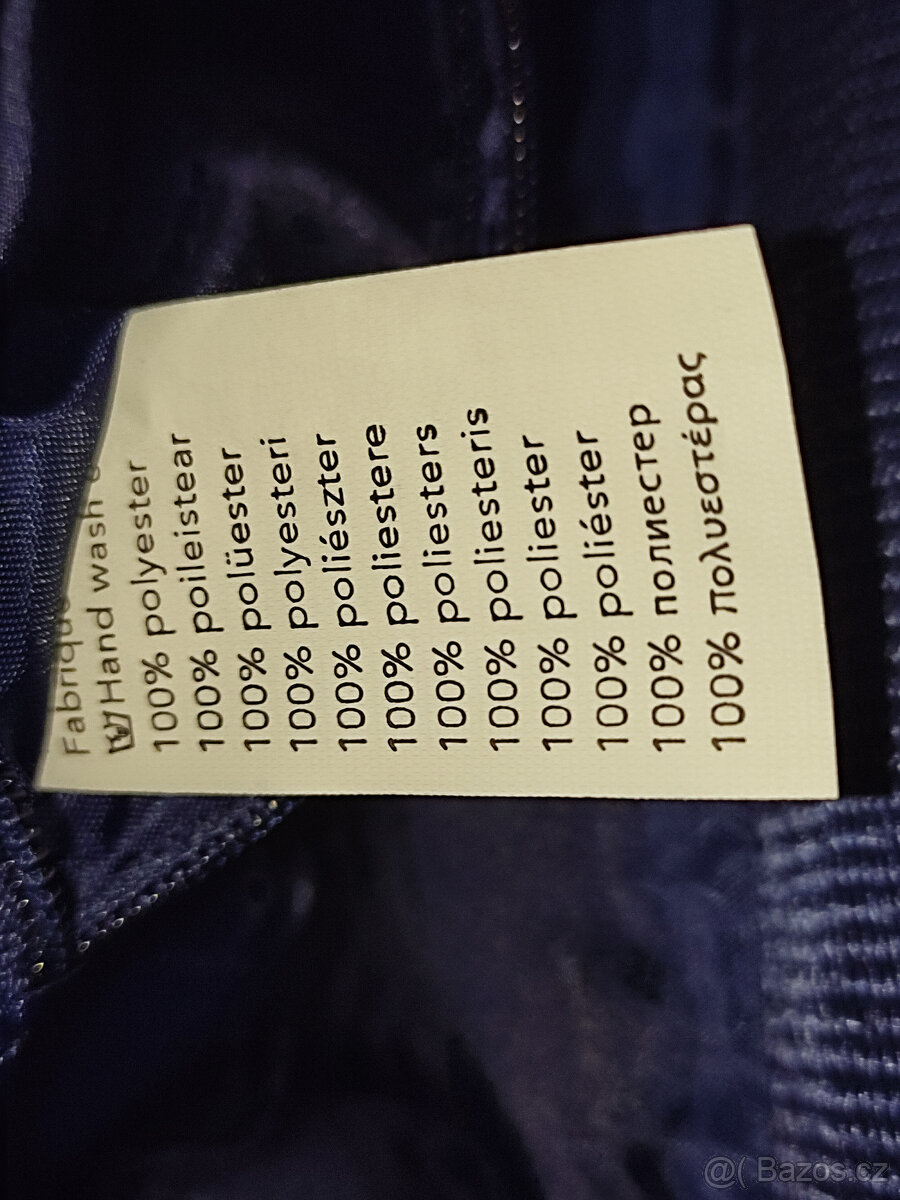 Fabriqué
Hand wash
100% polyester
100% poileistear
100% polüester
100% polyesteri
100% poliészter
100% poliestere
100% poliesters
100% poliesteris
100% poliester
100% poliéster
100% полиестер
100% πολυεστέρας
@( Bazos.cz